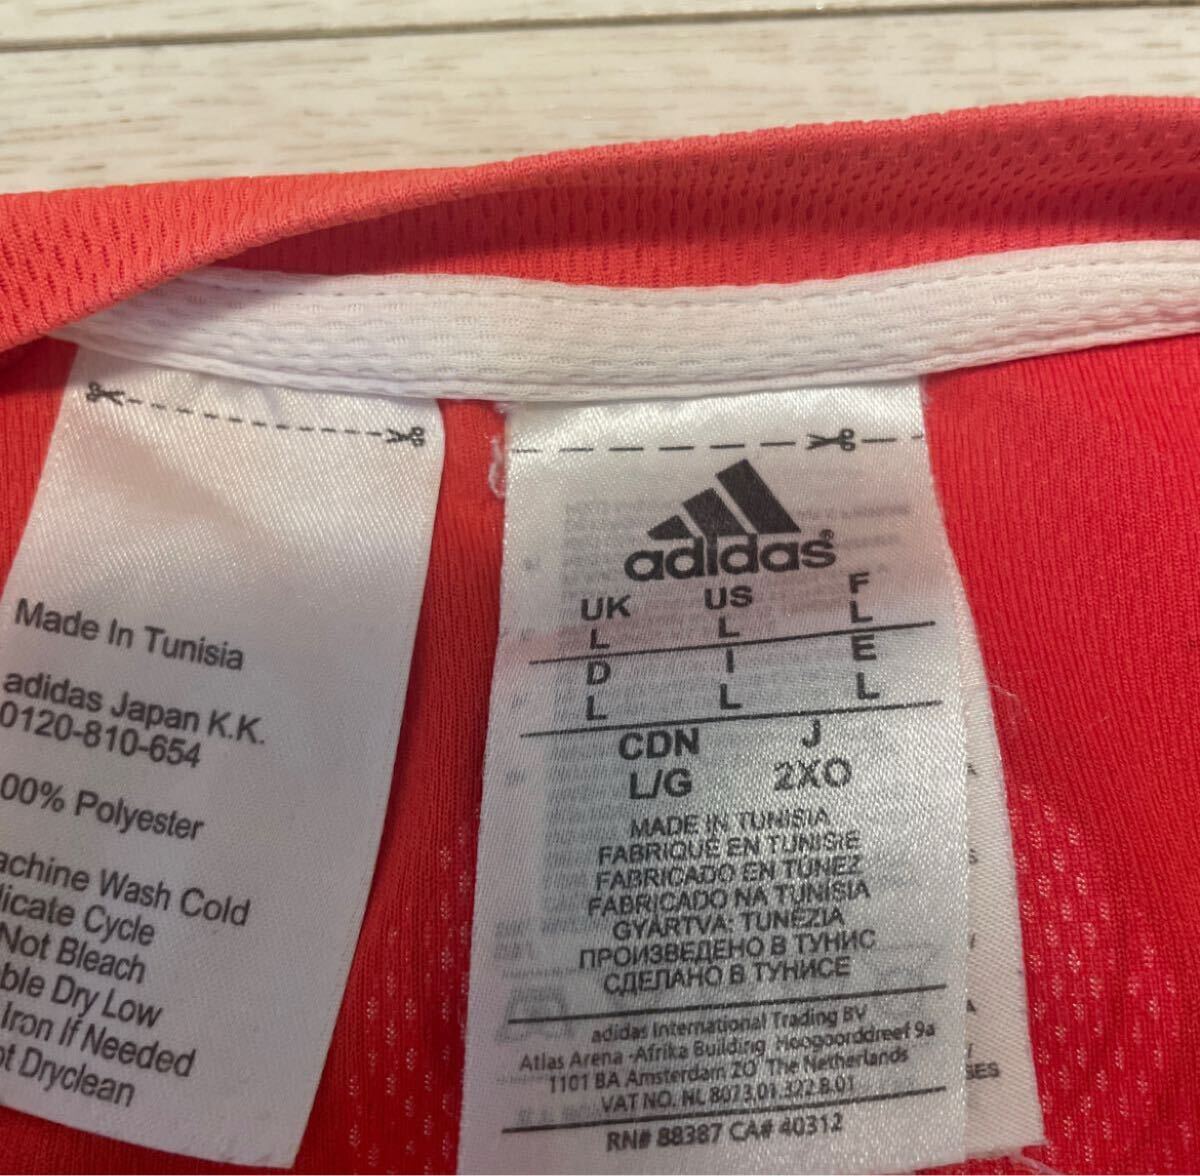 Made In Tunisia
adidas Japan K.K.
0120-810-654
00% Polyester
achine Wash Cold
licate Cycle
Not Bleach
ble Dry Low
Iron If Needed
ot Dryclean
adidas
UK US F
L L L
D I E
L L L
CDN J
L/G 2XO
MADE IN TUNISIA
FABRIQUÉ EN TUNISIE
FABRICADO EN TÚNEZ
FABRICADO NA TUNISIA
GYÁRTVA: TUNÉZIA
ПРОИЗВЕДЕНО В ТУНИС
СДЕЛАНО В ТУНИСЕ
adidas International Trading BV
Atlas Arena -Afrika Building Hoogoorddreef 9a
1101 BA Amsterdam ZO The Netherlands
VAT NO. NL 8073.01.322.B.01
RN# 88387 CA# 40312